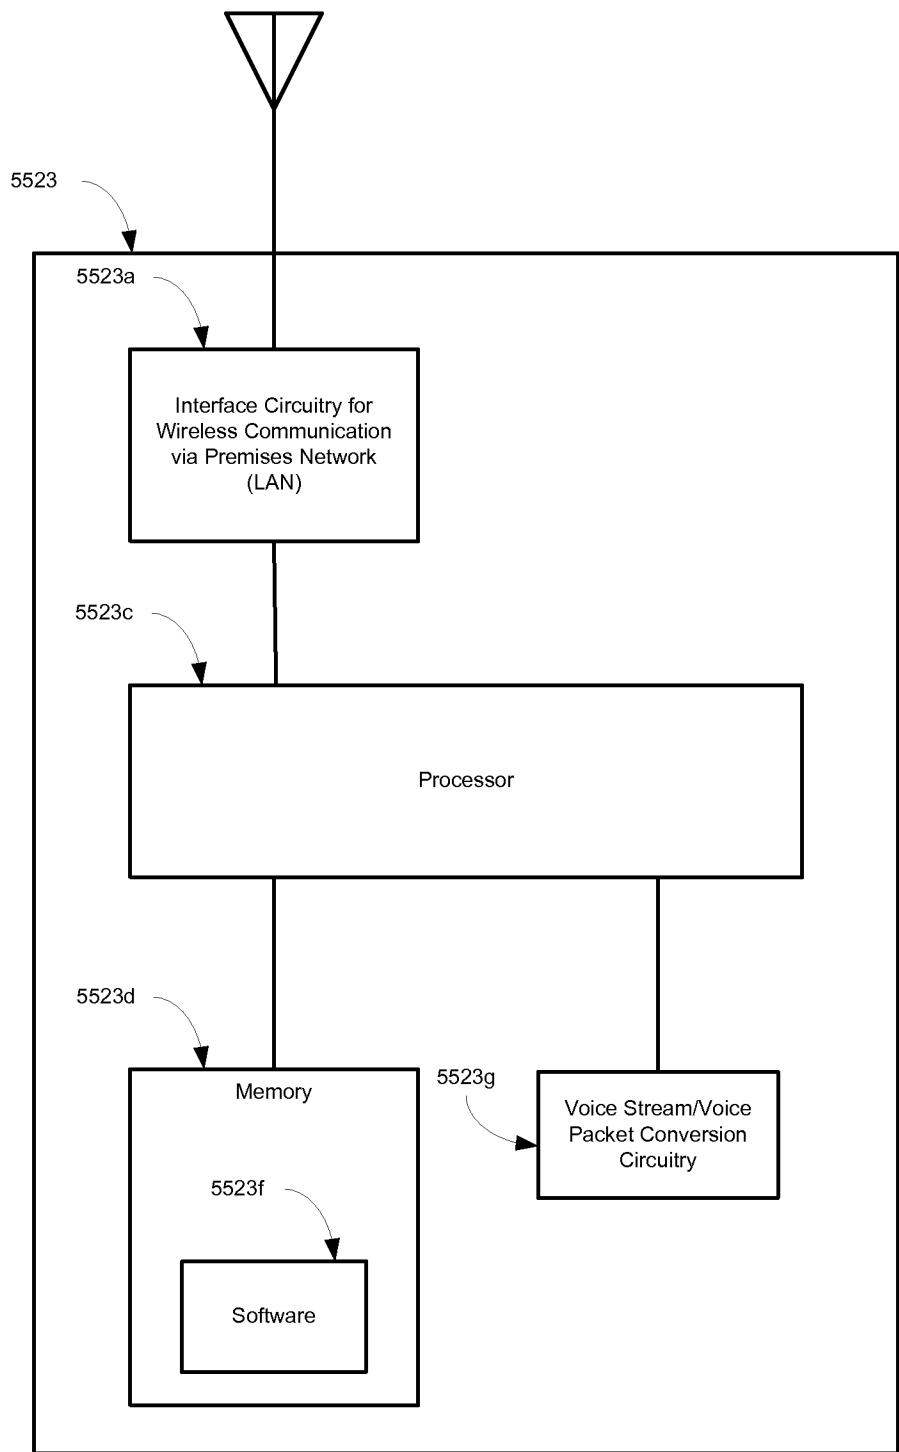 5523
5523a
Interface Circuitry for
Wireless Communication
via Premises Network
(LAN)
5523c
Processor
5523d
Memory
5523g
Voice Stream/Voice
Packet Conversion
Circuitry
5523f
Software